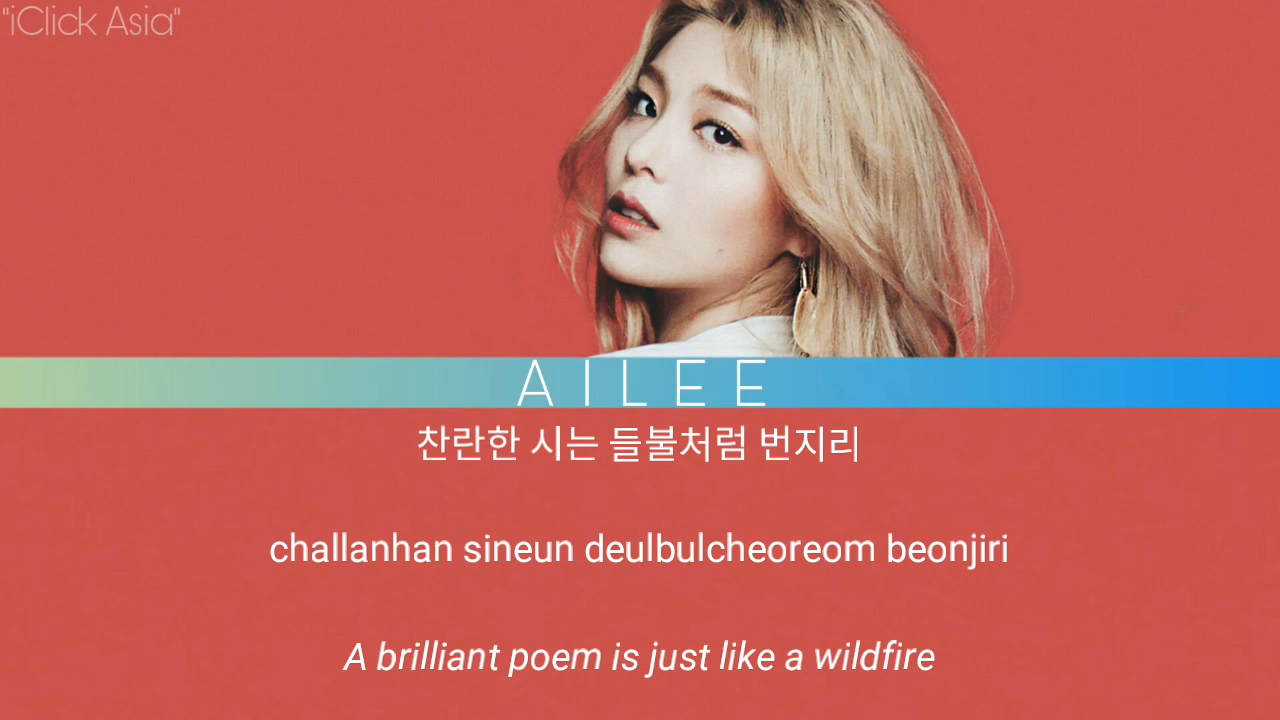 "iClick Asia"
AILEE
찬란한 시는 들불처럼 번지리
challanhan sineun deulbulcheoreom beonjiri
A brilliant poem is just like a wildfire